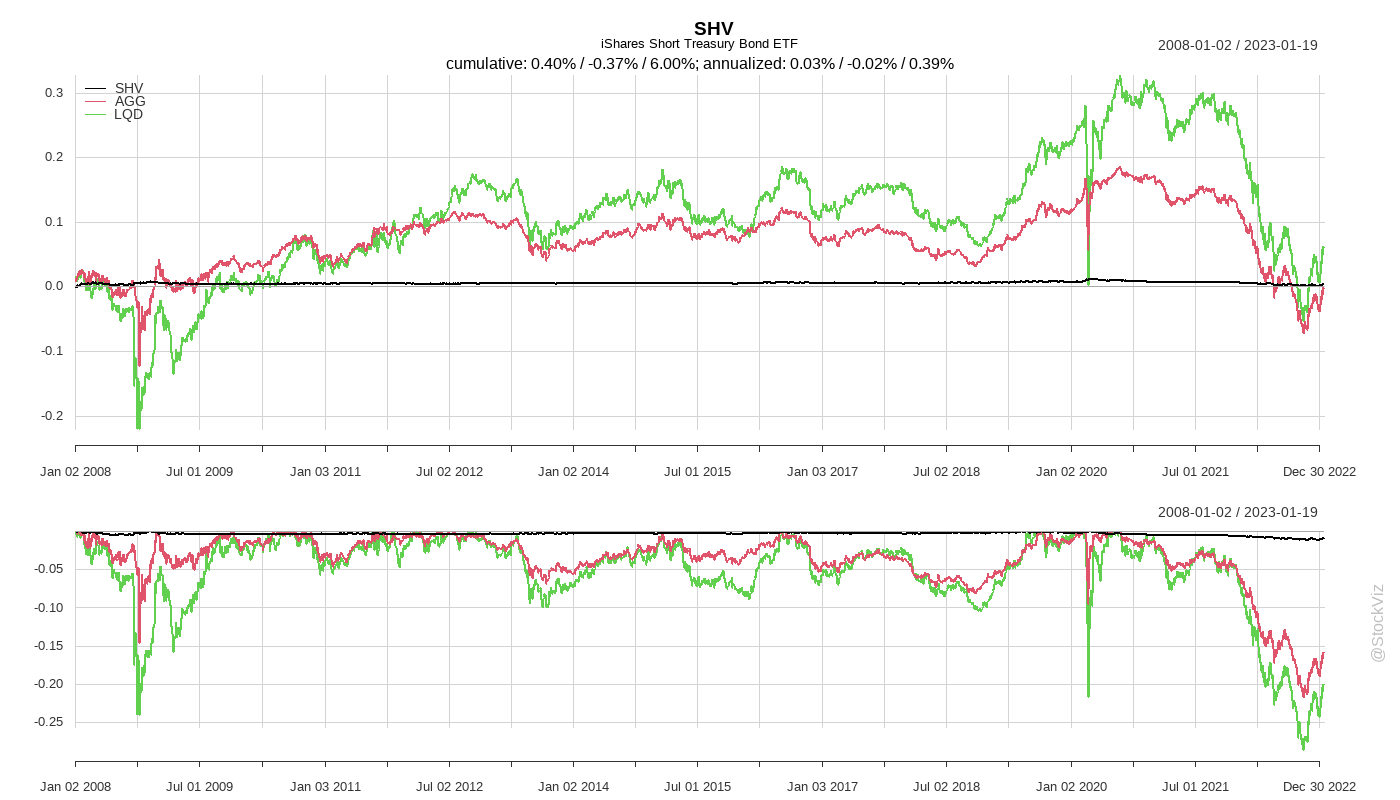 SHV
iShares Short Treasury Bond ETF
2008-01-02 / 2023-01-19
cumulative: 0.40% / -0.37% / 6.00%; annualized: 0.03% / -0.02% / 0.39%
SHV
AGG
LQD
0.3
0.2
0.1
0.0
-0.1
-0.2
Jan 02 2008 Jul 01 2009 Jan 03 2011 Jul 02 2012 Jan 02 2014 Jul 01 2015 Jan 03 2017 Jul 02 2018 Jan 02 2020 Jul 01 2021 Dec 30 2022
2008-01-02 / 2023-01-19
-0.05
-0.10
-0.15
-0.20
-0.25
Jan 02 2008 Jul 01 2009 Jan 03 2011 Jul 02 2012 Jan 02 2014 Jul 01 2015 Jan 03 2017 Jul 02 2018 Jan 02 2020 Jul 01 2021 Dec 30 2022
@StockViz